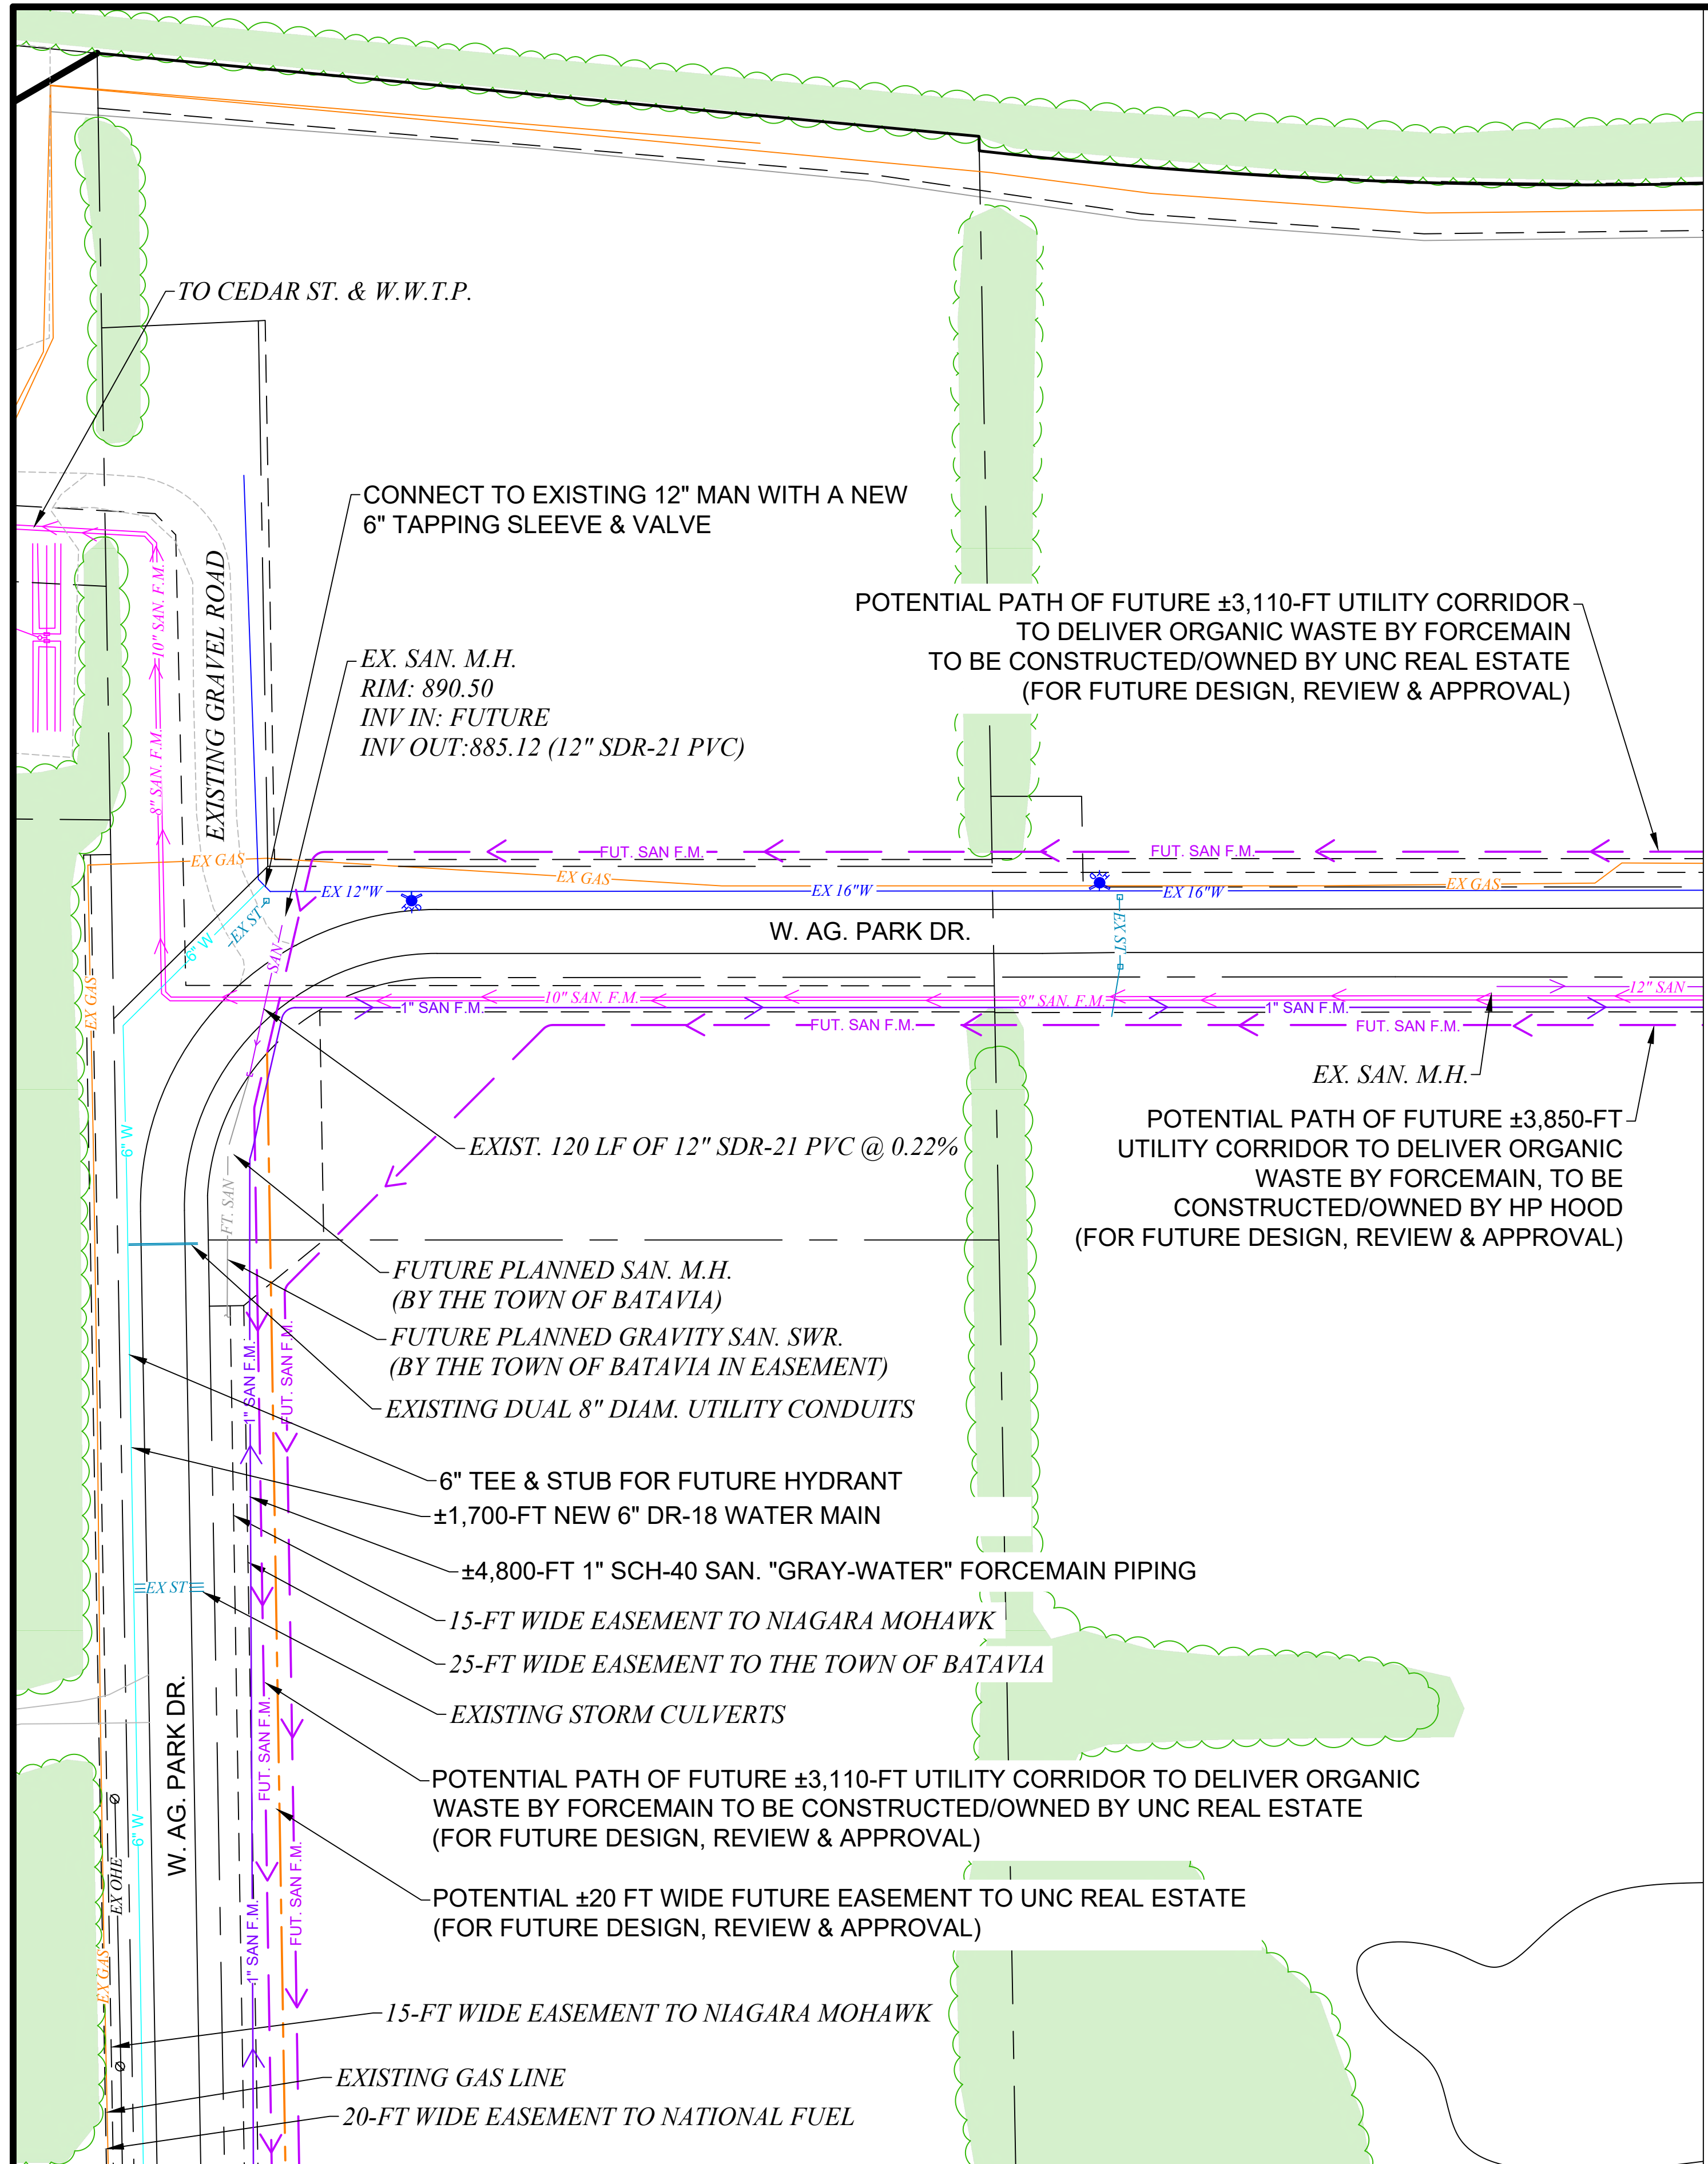 TO CEDAR ST. & W.W.T.P.
CONNECT TO EXISTING 12" MAN WITH A NEW
6" TAPPING SLEEVE & VALVE
EXISTING GRAVEL ROAD
10" SAN. F.M.
8" SAN. F.M.
POTENTIAL PATH OF FUTURE ±3,110-FT UTILITY CORRIDOR
TO DELIVER ORGANIC WASTE BY FORCEMAIN
TO BE CONSTRUCTED/OWNED BY UNC REAL ESTATE
(FOR FUTURE DESIGN, REVIEW & APPROVAL)
EX. SAN. M.H.
RIM: 890.50
INV IN: FUTURE
INV OUT:885.12 (12" SDR-21 PVC)
FUT. SAN F.M.
FUT. SAN F.M.
EX GAS
EX GAS
EX GAS
EX 12"W
HYD
EX 16"W
HYD
EX 16"W
EX ST
6" W
SAN
W. AG. PARK DR.
EX ST
EX GAS
10" SAN. F.M.
8" SAN. F.M.
12" SAN
1" SAN F.M.
1" SAN F.M.
FUT. SAN F.M.
FUT. SAN F.M.
EX. SAN. M.H.
POTENTIAL PATH OF FUTURE ±3,850-FT
UTILITY CORRIDOR TO DELIVER ORGANIC
WASTE BY FORCEMAIN, TO BE
CONSTRUCTED/OWNED BY HP HOOD
(FOR FUTURE DESIGN, REVIEW & APPROVAL)
6" W
EXIST. 120 LF OF 12" SDR-21 PVC @ 0.22%
FT. SAN
FUTURE PLANNED SAN. M.H.
(BY THE TOWN OF BATAVIA)
FUTURE PLANNED GRAVITY SAN. SWR.
(BY THE TOWN OF BATAVIA IN EASEMENT)
1" SAN F.M.
FUT. SAN F.M.
EXISTING DUAL 8" DIAM. UTILITY CONDUITS
6" TEE & STUB FOR FUTURE HYDRANT
±1,700-FT NEW 6" DR-18 WATER MAIN
±4,800-FT 1" SCH-40 SAN. "GRAY-WATER" FORCEMAIN PIPING
EX ST
15-FT WIDE EASEMENT TO NIAGARA MOHAWK
25-FT WIDE EASEMENT TO THE TOWN OF BATAVIA
EXISTING STORM CULVERTS
W. AG. PARK DR.
FUT. SAN F.M.
POTENTIAL PATH OF FUTURE ±3,110-FT UTILITY CORRIDOR TO DELIVER ORGANIC
WASTE BY FORCEMAIN TO BE CONSTRUCTED/OWNED BY UNC REAL ESTATE
(FOR FUTURE DESIGN, REVIEW & APPROVAL)
6" W
EX OHE
FUT. SAN F.M.
POTENTIAL ±20 FT WIDE FUTURE EASEMENT TO UNC REAL ESTATE
(FOR FUTURE DESIGN, REVIEW & APPROVAL)
EX GAS
1" SAN F.M.
15-FT WIDE EASEMENT TO NIAGARA MOHAWK
EXISTING GAS LINE
20-FT WIDE EASEMENT TO NATIONAL FUEL